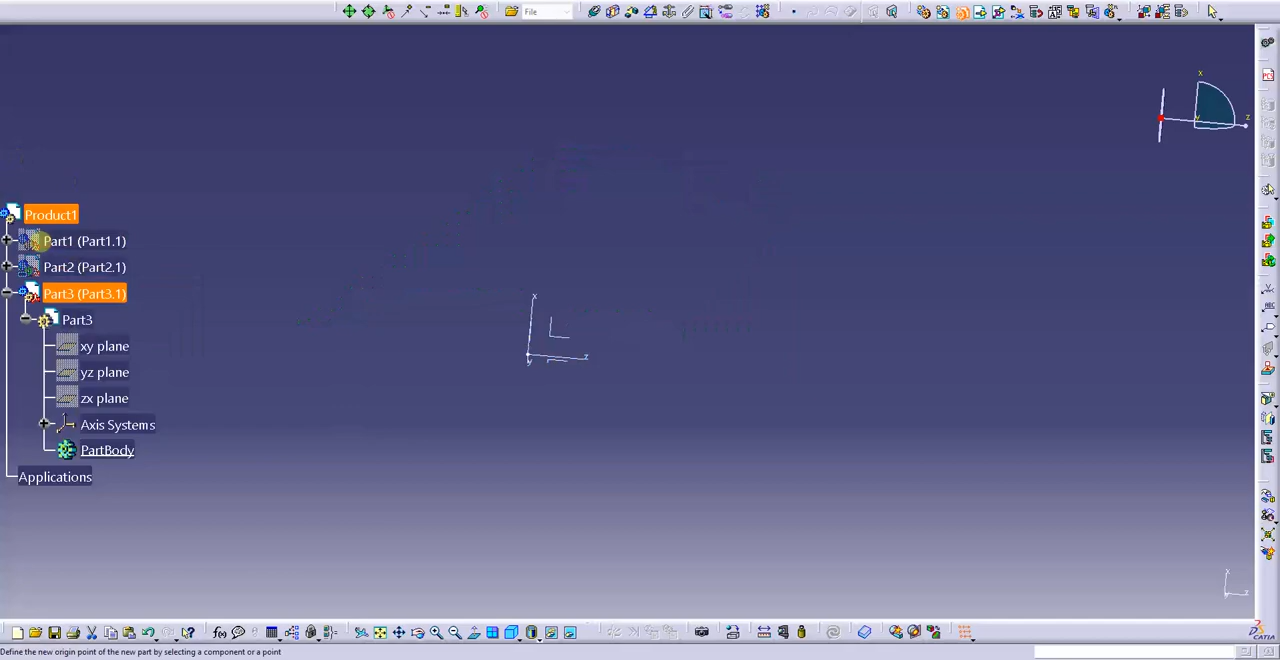 File
x
z
Product1
Part1 (Part1.1)
Part2 (Part2.1)
Part3 (Part3.1)
Part3
x
xy plane
z
y
yz plane
zx plane
Axis Systems
PartBody
Applications
x
z
f(x)
CATIA
Define the new origin point of the new part by selecting a component or a point